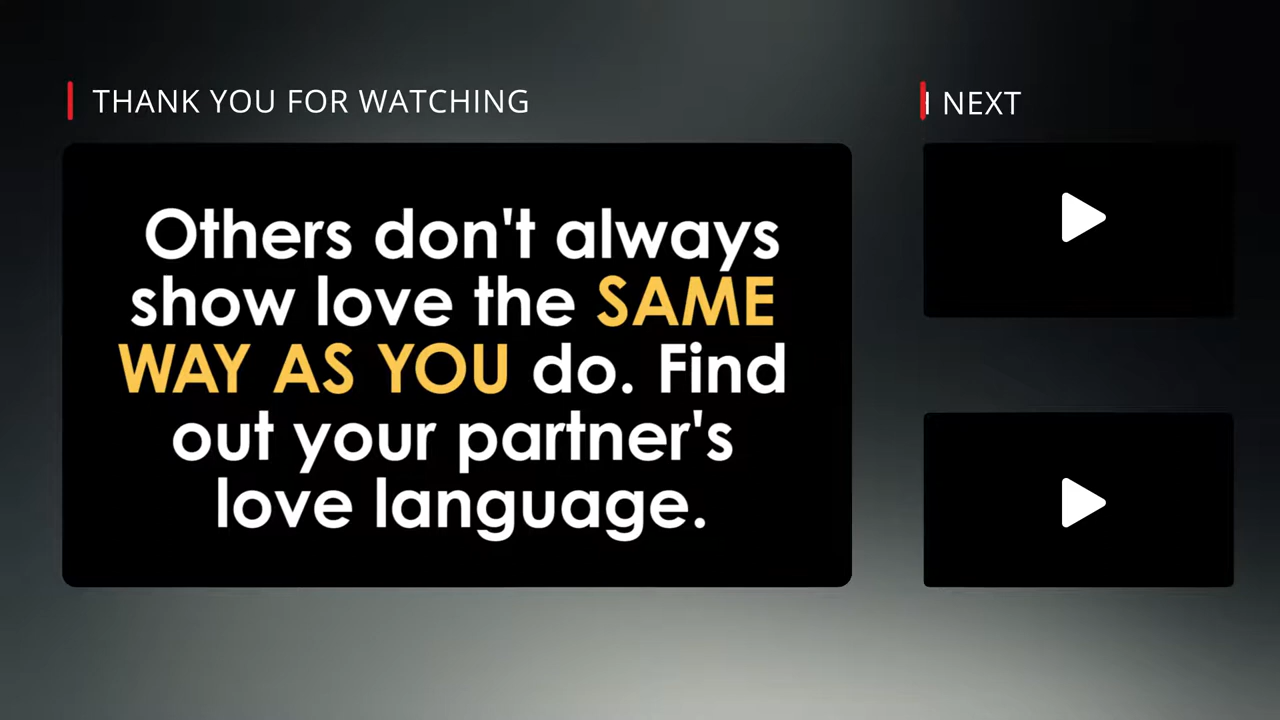 THANK YOU FOR WATCHING
Others don't always
show love the SAME
WAY AS YOU do. Find
out your partner's
love language.
NEXT